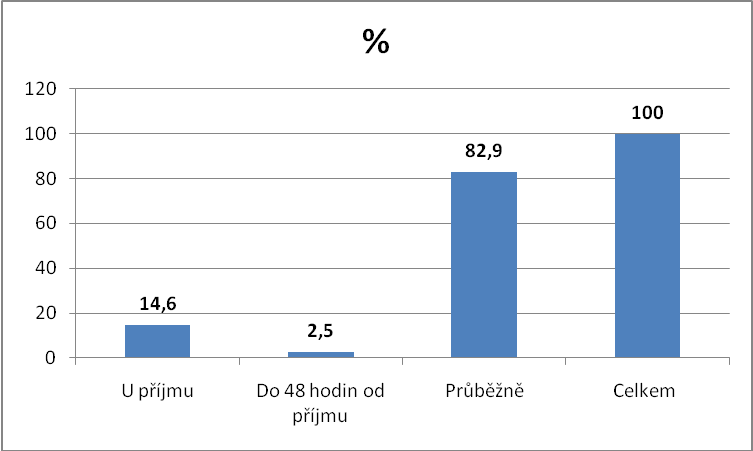 %
120
100
80
60
40
20
0
14,6
2,5
82,9
100
U příjmu
Do 48 hodin od
příjmu
Průběžně
Celkem